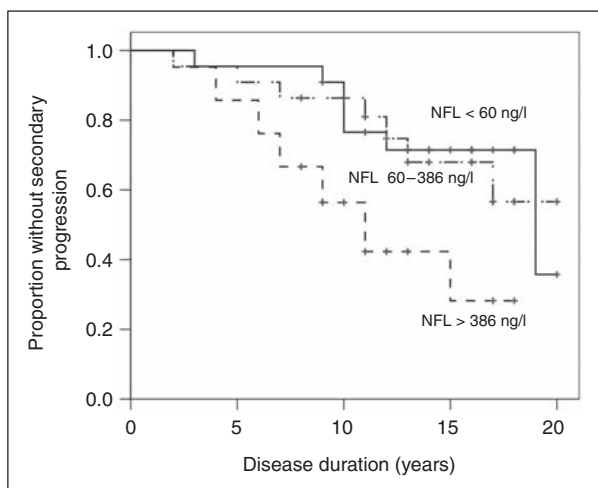 1.0
0.8
0.6
0.4
0.2
0.0
Proportion without secondary
progression
NFL < 60 ng/l
NFL 60–386 ng/l
NFL > 386 ng/l
0 5 10 15 20
Disease duration (years)